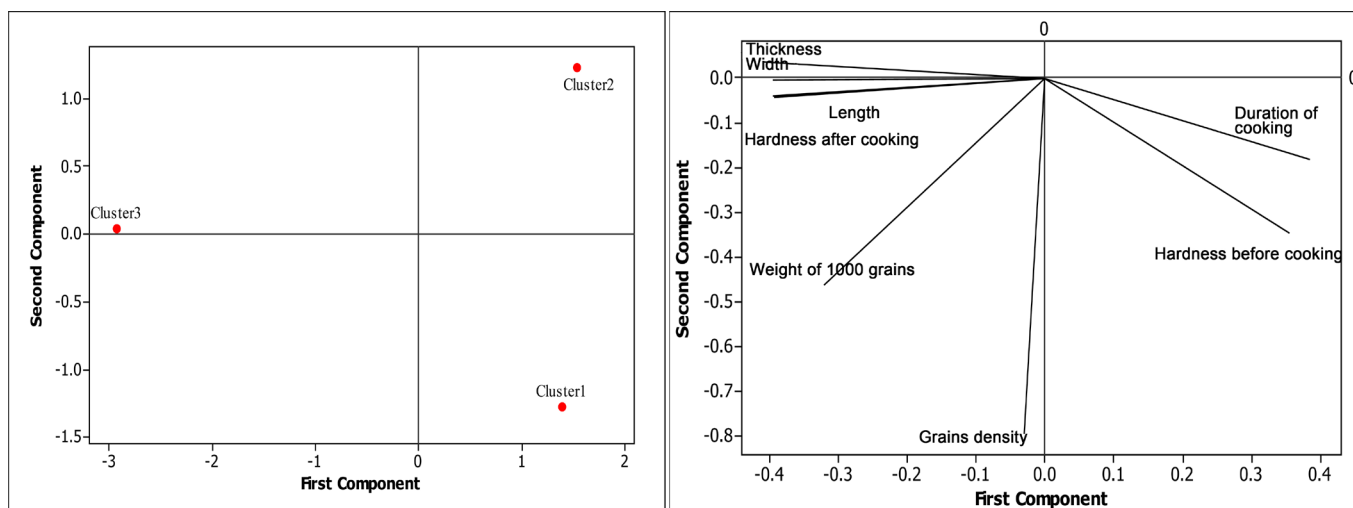 1.0
0.5
0.0
-0.5
-1.0
-1.5
Second Component
Cluster2
Cluster3
Cluster1
-3
-2
-1
0
1
2
First Component
0
0
Thickness
Width
Length
Hardness after cooking
Duration of
cooking
Hardness before cooking
Weight of 1000 grains
Grains density
0.0
-0.1
-0.2
-0.3
-0.4
-0.5
-0.6
-0.7
-0.8
Second Component
-0.4
-0.3
-0.2
-0.1
0.0
0.1
0.2
0.3
0.4
First Component